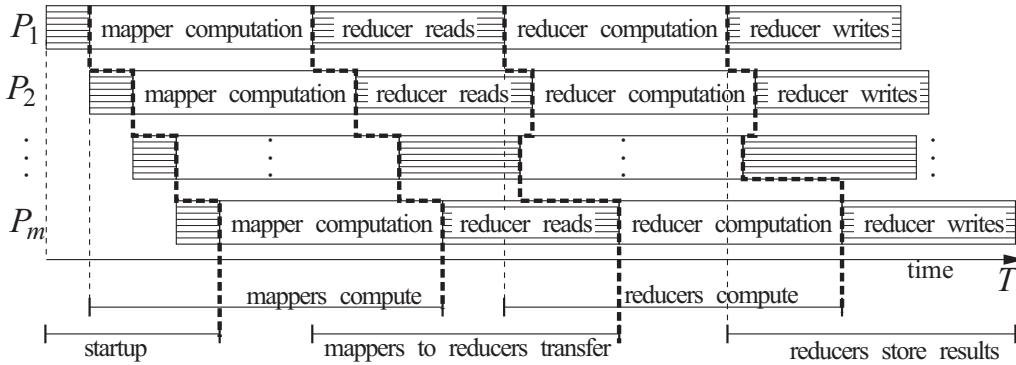 P1 mapper computation reducer reads reducer computation reducer writes
P2 mapper computation reducer reads reducer computation reducer writes
⋮ ⋮ ⋮ ⋮
Pm mapper computation reducer reads reducer computation reducer writes
time T
mappers compute reducers compute
startup mappers to reducers transfer reducers store results